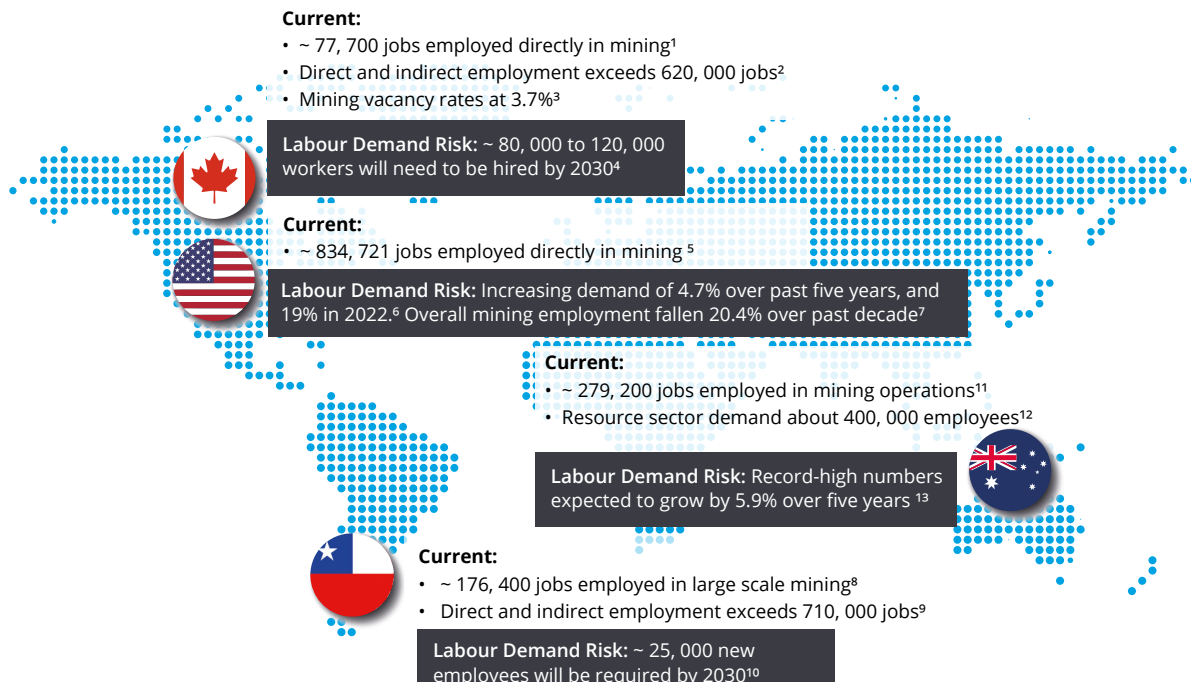 Current:
• ~ 77, 700 jobs employed directly in mining¹
• Direct and indirect employment exceeds 620, 000 jobs²
• Mining vacancy rates at 3.7%³
Labour Demand Risk: ~ 80, 000 to 120, 000
workers will need to be hired by 2030⁴
Current:
• ~ 834, 721 jobs employed directly in mining ⁵
Labour Demand Risk: Increasing demand of 4.7% over past five years, and
19% in 2022.⁶ Overall mining employment fallen 20.4% over past decade⁷
Current:
• ~ 279, 200 jobs employed in mining operations¹¹
• Resource sector demand about 400, 000 employees¹²
Labour Demand Risk: Record-high numbers
expected to grow by 5.9% over five years ¹³
Current:
• ~ 176, 400 jobs employed in large scale mining⁸
• Direct and indirect employment exceeds 710, 000 jobs⁹
Labour Demand Risk: ~ 25, 000 new
employees will be required by 2030¹⁰